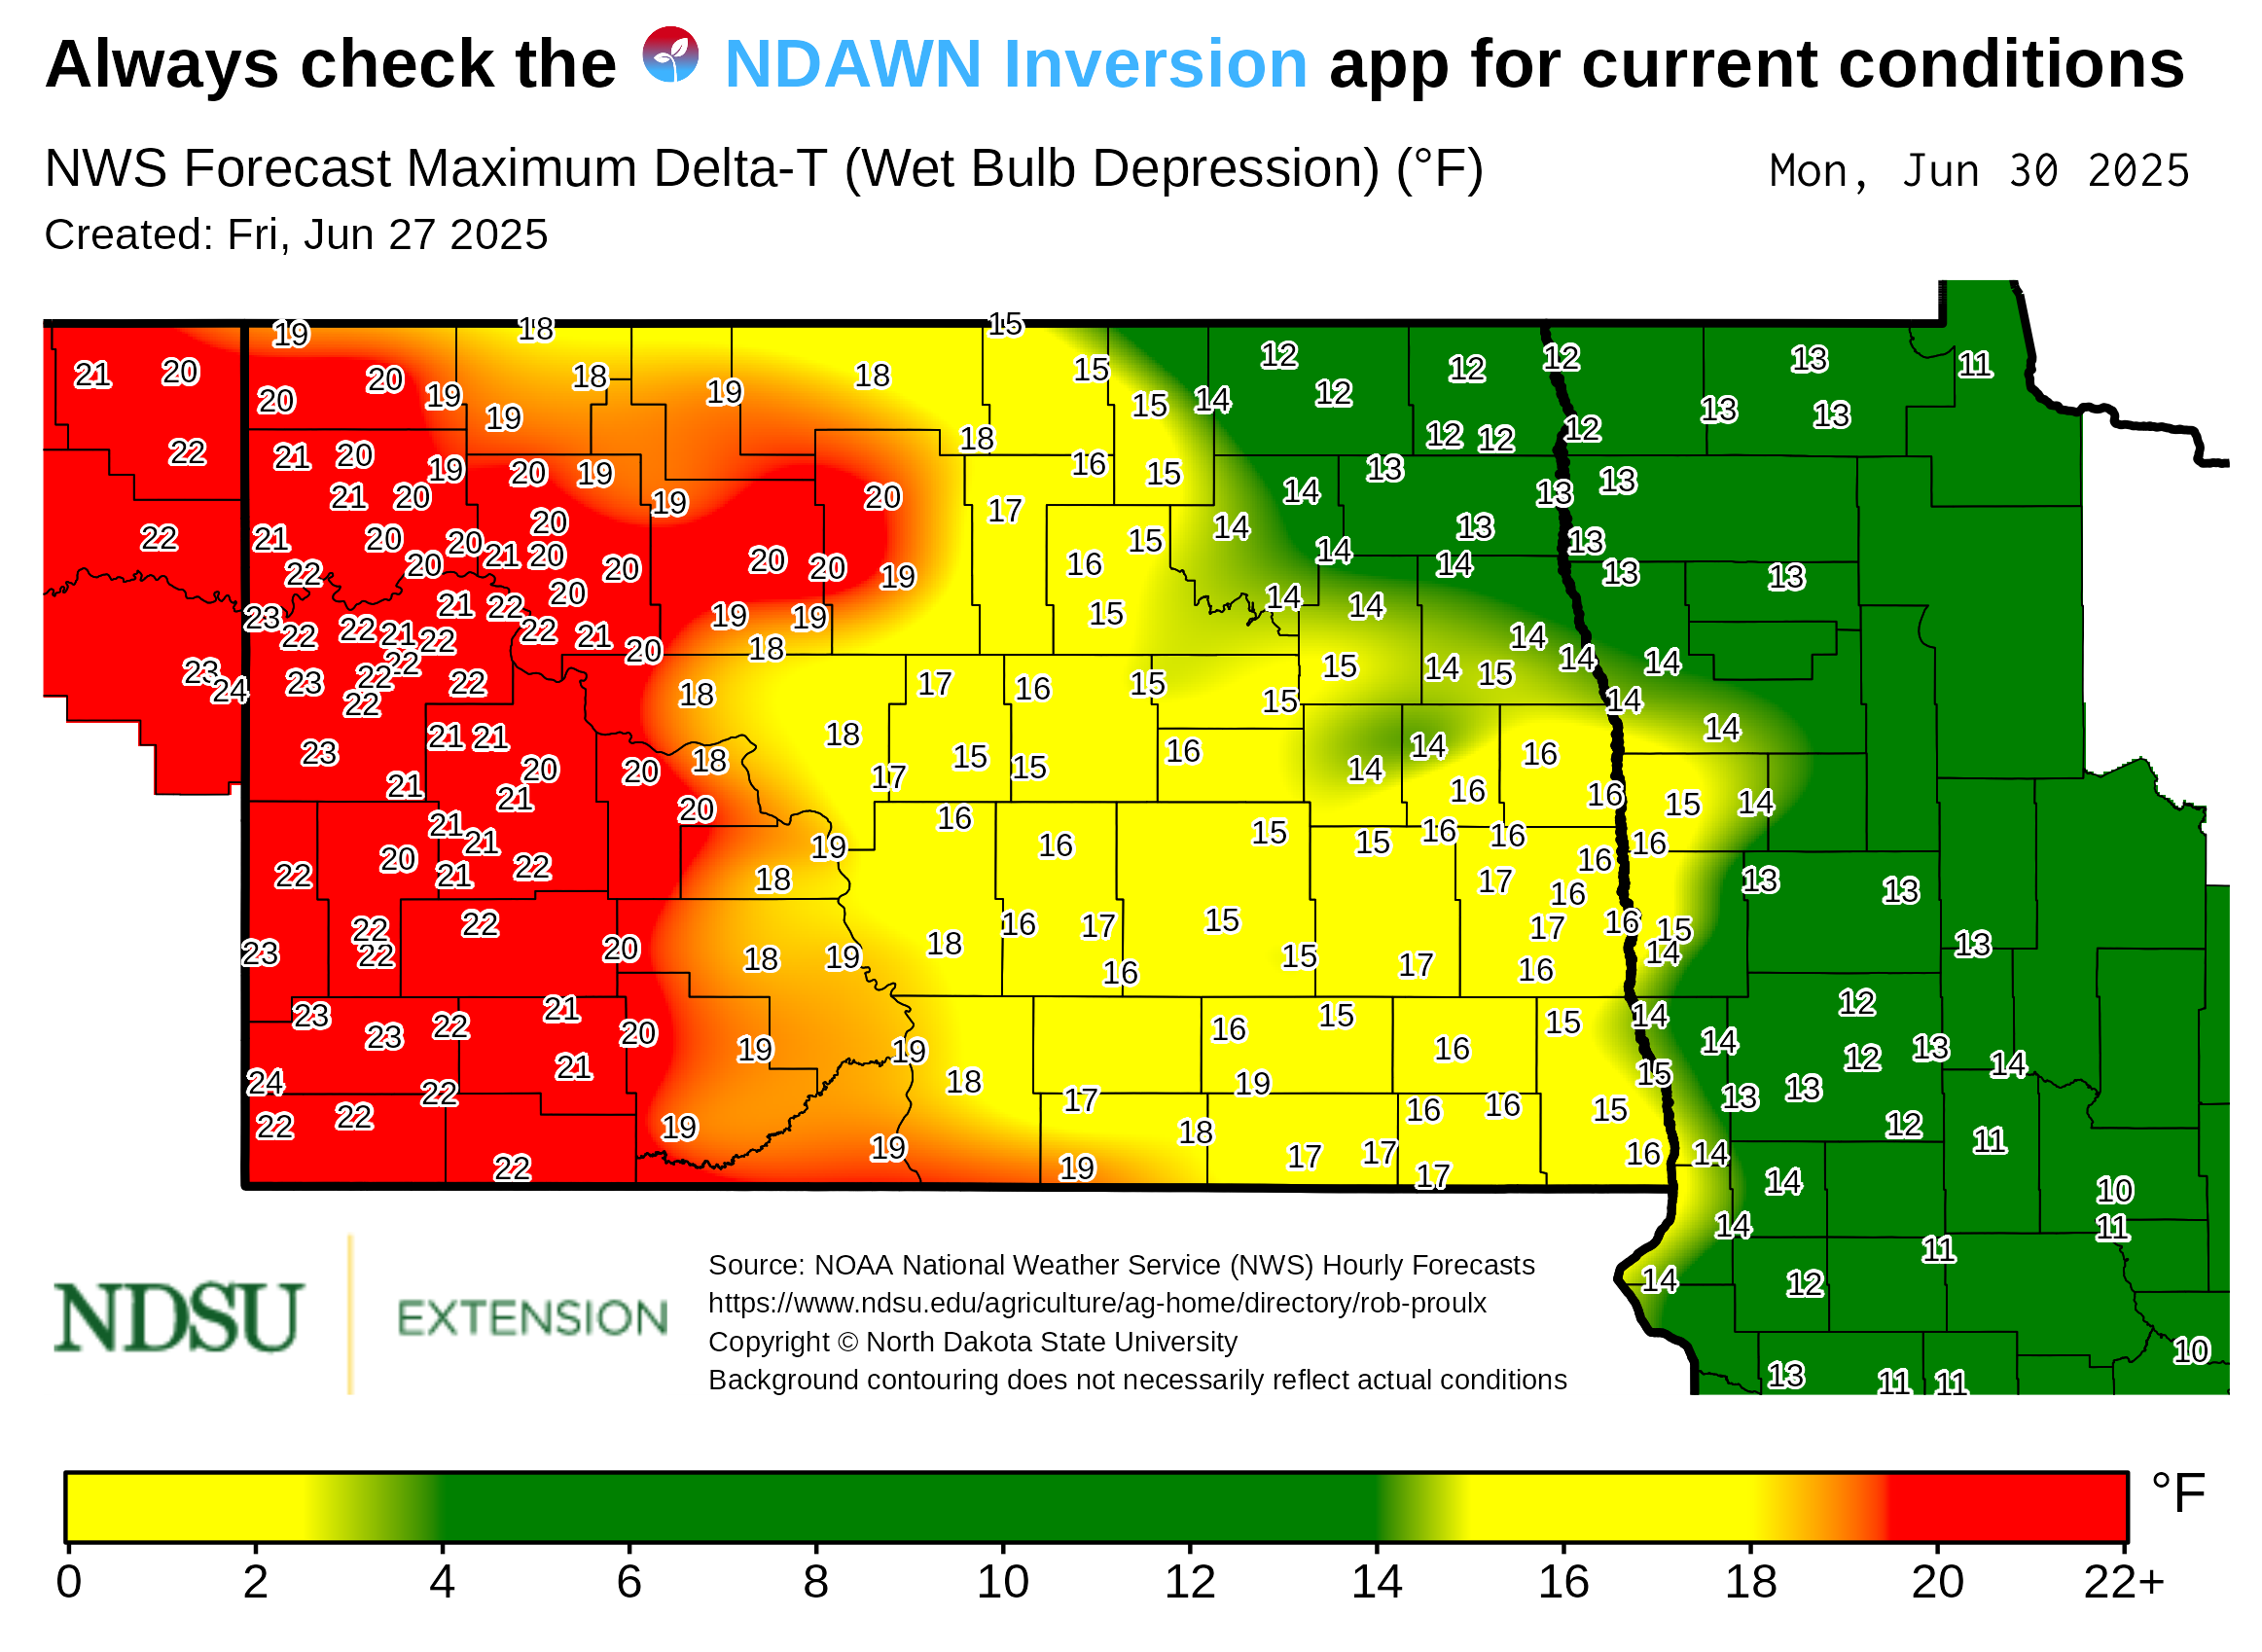 Always check the NDAWN Inversion app for current conditions
NWS Forecast Maximum Delta-T (Wet Bulb Depression) (°F)
Mon, Jun 30 2025
Created: Fri, Jun 27 2025
19 18 15
21 20 20 18 19 18 15 12 12 12 13 11
20 19 19 15 14 12 13 13
22 21 20 19 20 19 18 16 15 12 12 12
21 20 19 20 17 14 13 13 13
22 21 20 20 21 20 20 20 20 15 14 13 13
22 20 20 20 19 16 14 14 13 13
23 22 22 21 22 21 22 22 21 20 19 19 18 15 14 14 14
23 24 23 22 22 22 22 18 17 16 15 15 15 14 15 14 14 14
23 21 21 20 20 18 18 15 15 16 14 14 16 14
21 21 20 17 16 14 16 16 15 14
21 21 20 19 16 15 15 16 16 16 16
22 20 21 22 18 17 16 13 13
23 22 22 22 20 18 19 18 16 17 16 15 15 17 17 16 16 15 14 13
23 23 22 21 20 19 19 16 15 16 15 14 14 12 12 13 14
24 22 21 18 17 19 16 16 15 15 13 13
22 22 22 19 19 19 18 17 17 17 16 14 12 11
14 14 10 11
14 12 11
Source: NOAA National Weather Service (NWS) Hourly Forecasts
https://www.ndsu.edu/agriculture/ag-home/directory/rob-proulx
Copyright © North Dakota State University
Background contouring does not necessarily reflect actual conditions
NDSU EXTENSION
13 11 11 10
°F
0 2 4 6 8 10 12 14 16 18 20 22+